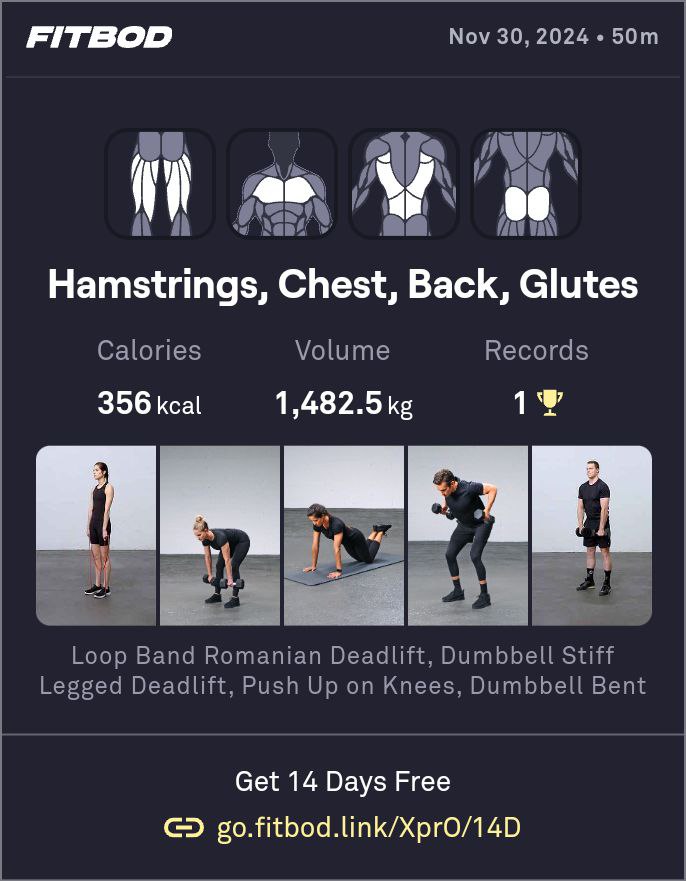 FITBOD
Nov 30, 2024 • 50m
Hamstrings, Chest, Back, Glutes
Calories
Volume
Records
356 kcal
1,482.5 kg
1
Loop Band Romanian Deadlift, Dumbbell Stiff
Legged Deadlift, Push Up on Knees, Dumbbell Bent
Get 14 Days Free
go.fitbod.link/XprO/14D